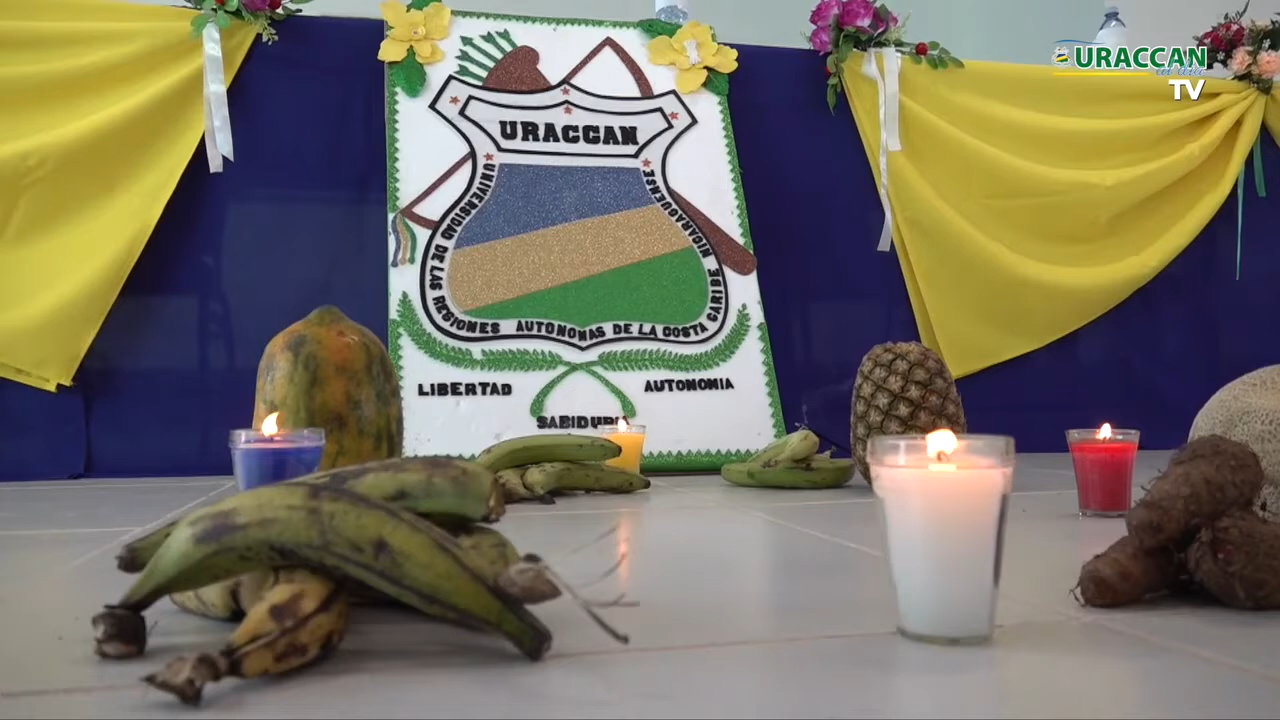 URACCAN
TV
URACCAN
UNIVERSIDAD DE LAS REGIONES AUTONOMAS DE LA COSTA CARIBE NICARAGUENSE
LIBERTAD
AUTONOMIA
SABIDURIA